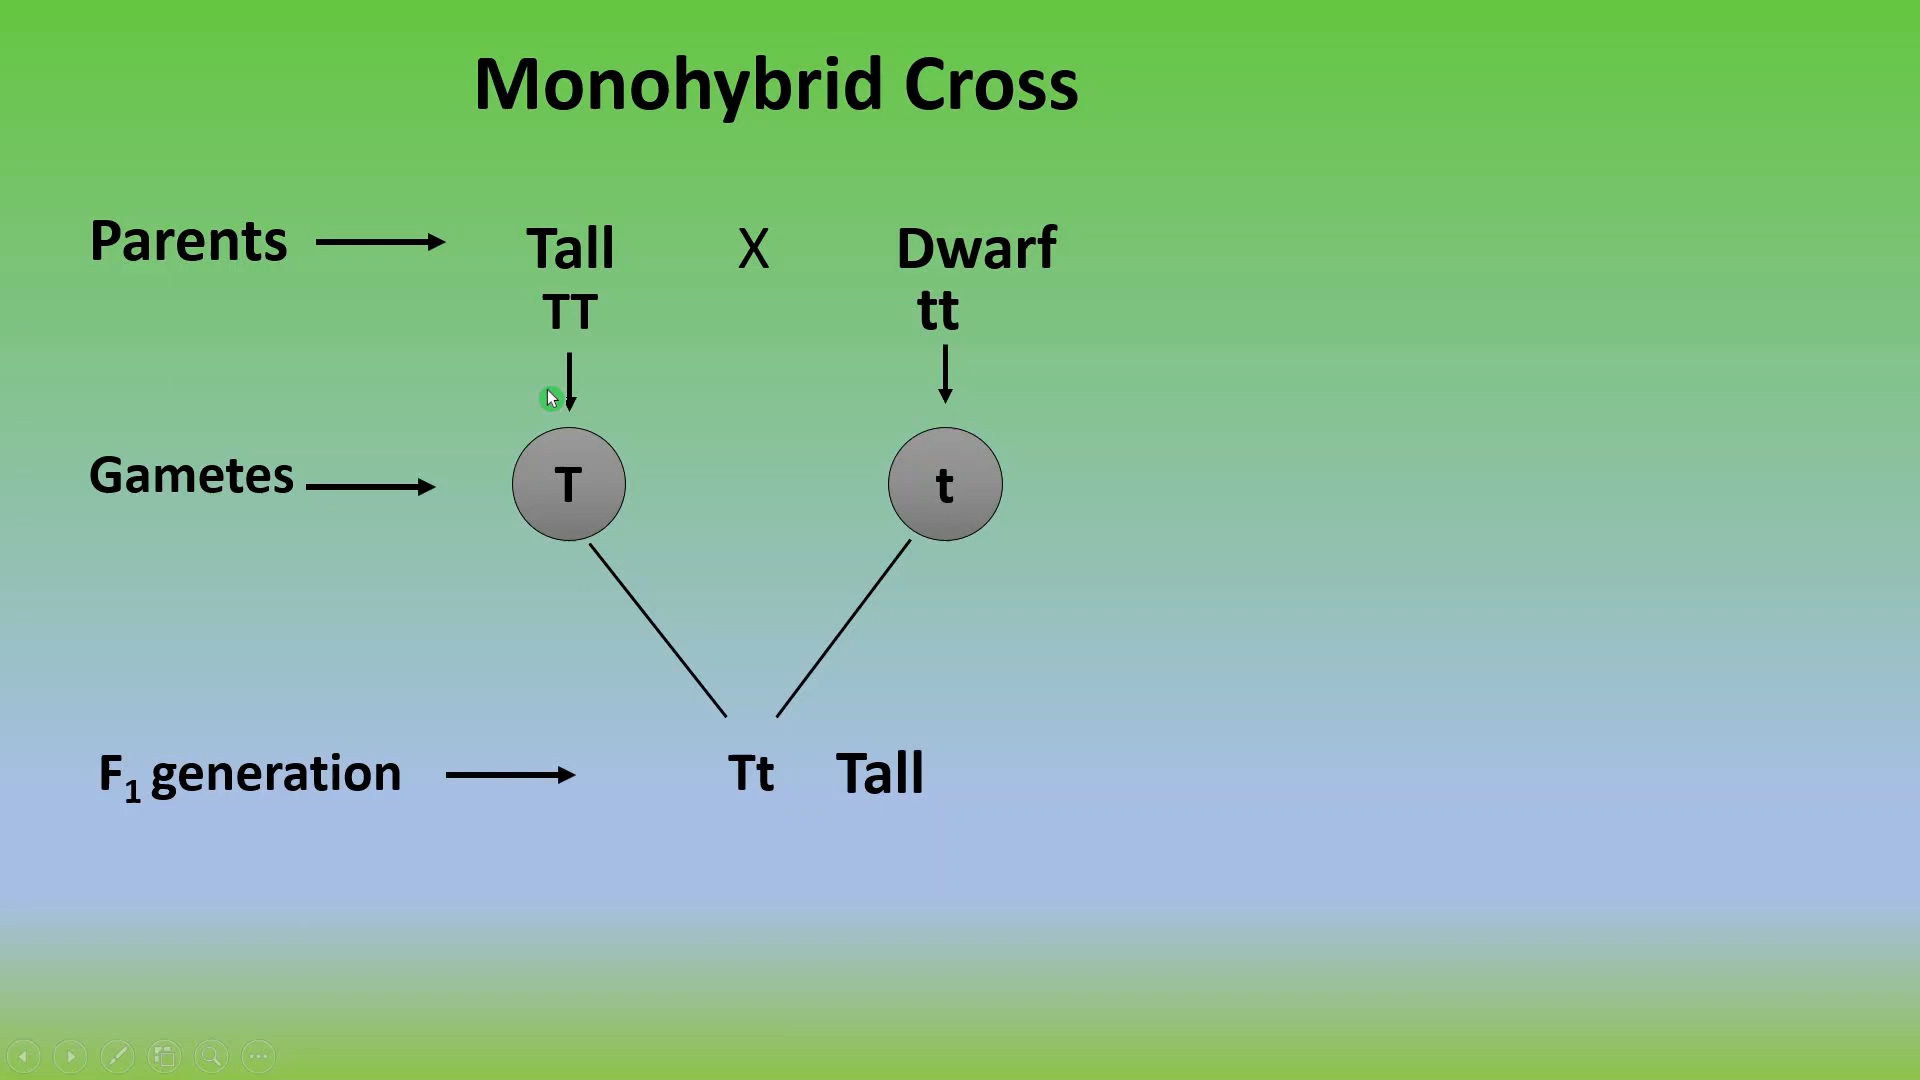 Monohybrid Cross
Parents Tall X Dwarf
TT tt
Gametes T t
F₁ generation Tt Tall